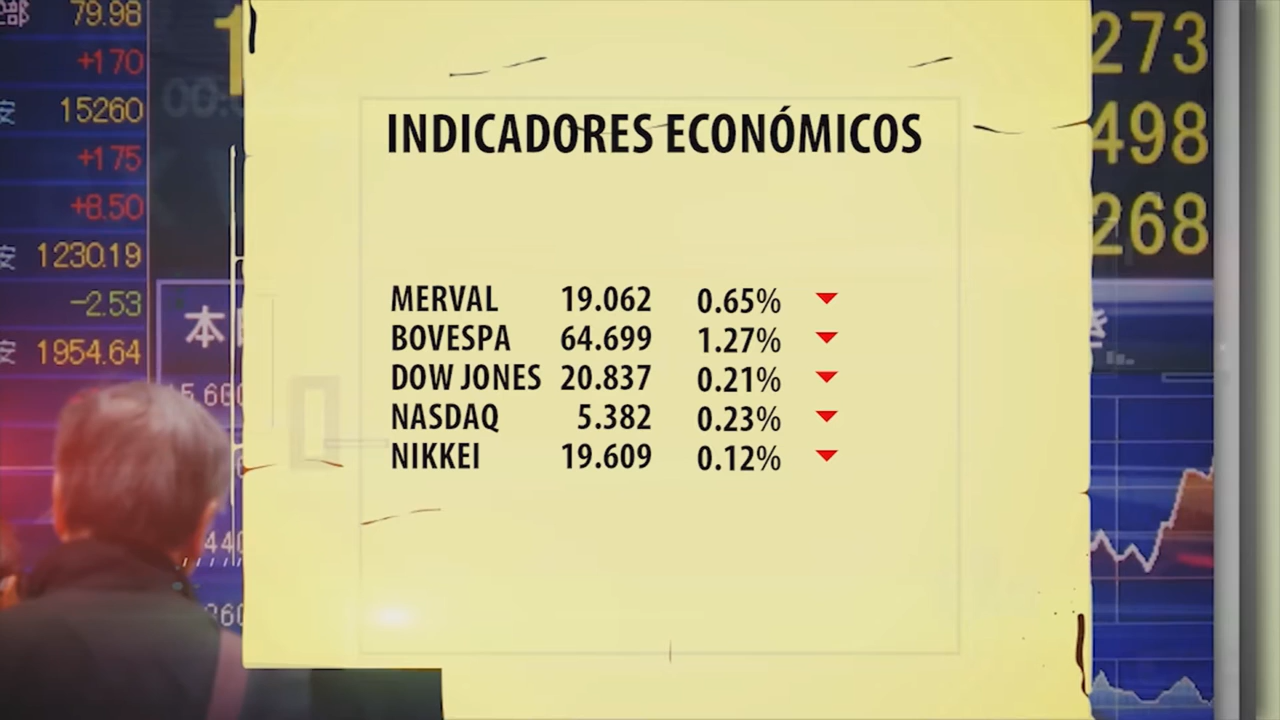 INDICADORES ECONÓMICOS
MERVAL 19.062 0.65%
BOVESPA 64.699 1.27%
DOW JONES 20.837 0.21%
NASDAQ 5.382 0.23%
NIKKEI 19.609 0.12%
79.98
+170
15260
+175
+8.50
1230.19
-2.53
1954.64
本
273
498
268